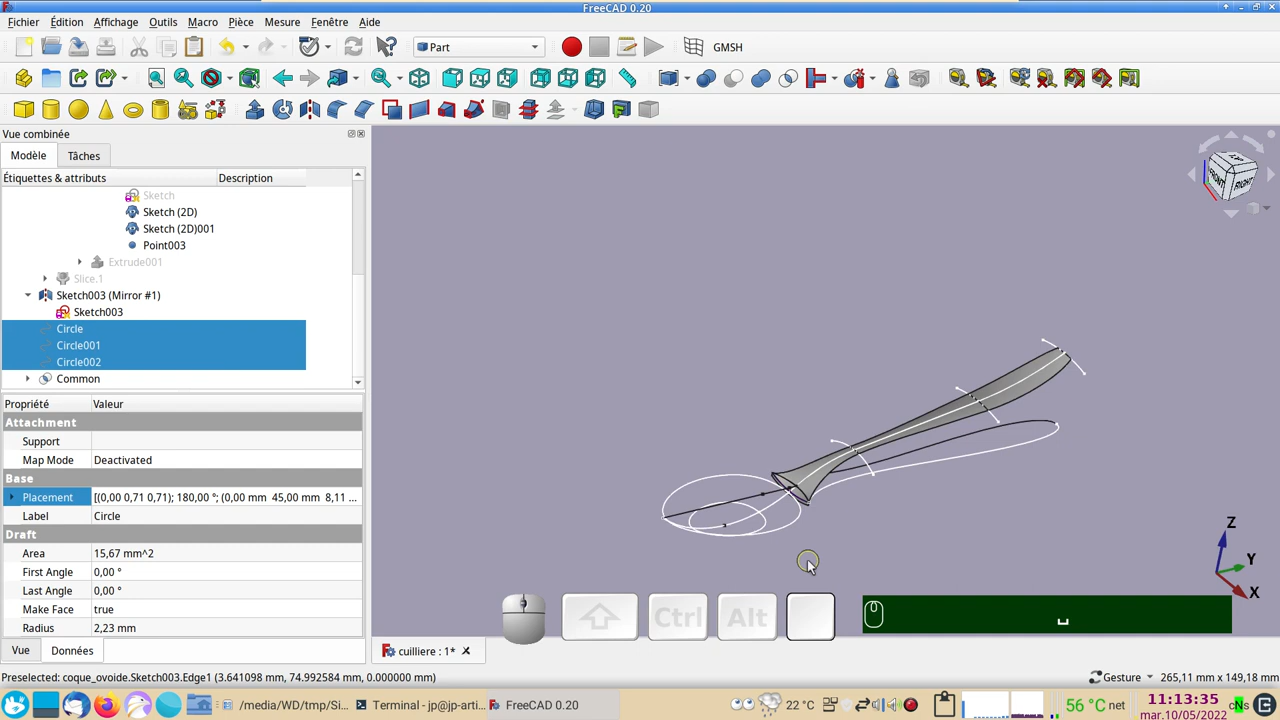 FreeCAD 0.20
Fichier Édition Affichage Outils Macro Pièce Mesure Fenêtre Aide
Part
GMSH
Vue combinée
Modèle Tâches
Étiquettes & attributs Description
Sketch
Sketch (2D)
Sketch (2D)001
Point003
Extrude001
Slice.1
Sketch003 (Mirror #1)
Sketch003
Circle
Circle001
Circle002
Common
Propriété Valeur
Attachment
Support
Map Mode Deactivated
Base
Placement [(0,00 0,71 0,71); 180,00 °; (0,00 mm 45,00 mm 8,11 ...
Label Circle
Draft
Area 15,67 mm^2
First Angle 0,00 °
Last Angle 0,00 °
Make Face true
Radius 2,23 mm
Vue Données
TOP
FRONT
RIGHT
Z
Y
X
Ctrl
Alt
cuilliere : 1*
Preselected: coque_ovoide.Sketch003.Edge1 (3.641098 mm, 74.992584 mm, 0.000000 mm)
Gesture
265,11 mm x 149,18 mm
/media/WD/tmp/Si...
Terminal - jp@jp-arti...
FreeCAD 0.20
22 °C
56 °C net
11:13:35
mar.10/05/2022
cNs